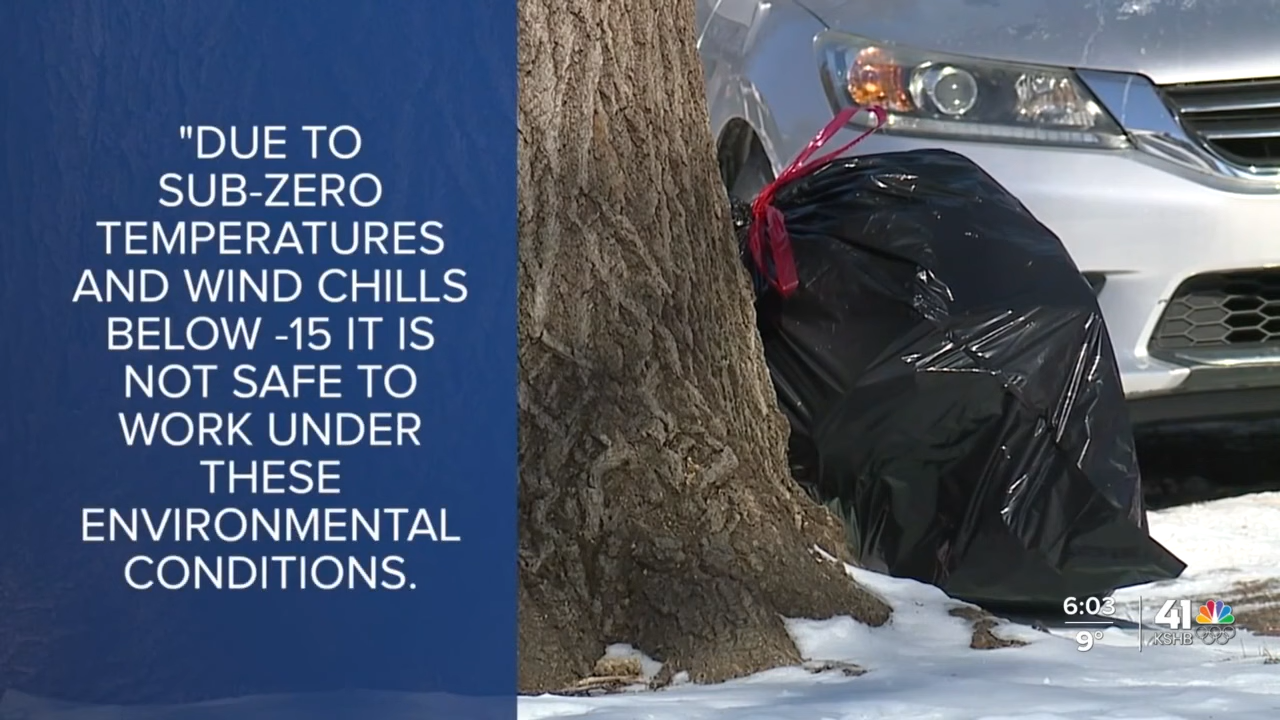 "DUE TO
SUB-ZERO
TEMPERATURES
AND WIND CHILLS
BELOW -15 IT IS
NOT SAFE TO
WORK UNDER
THESE
ENVIRONMENTAL
CONDITIONS.
6:03
9°
41
KSHB